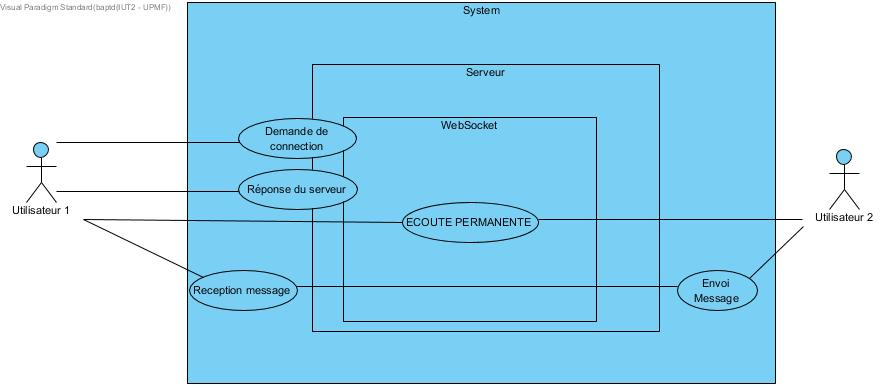 Visual Paradigm Standard(baptd(IUT2 - UPMF))
System
Serveur
WebSocket
Demande de
connection
Réponse du serveur
Utilisateur 1
ECOUTE PERMANENTE
Utilisateur 2
Reception message
Envoi
Message